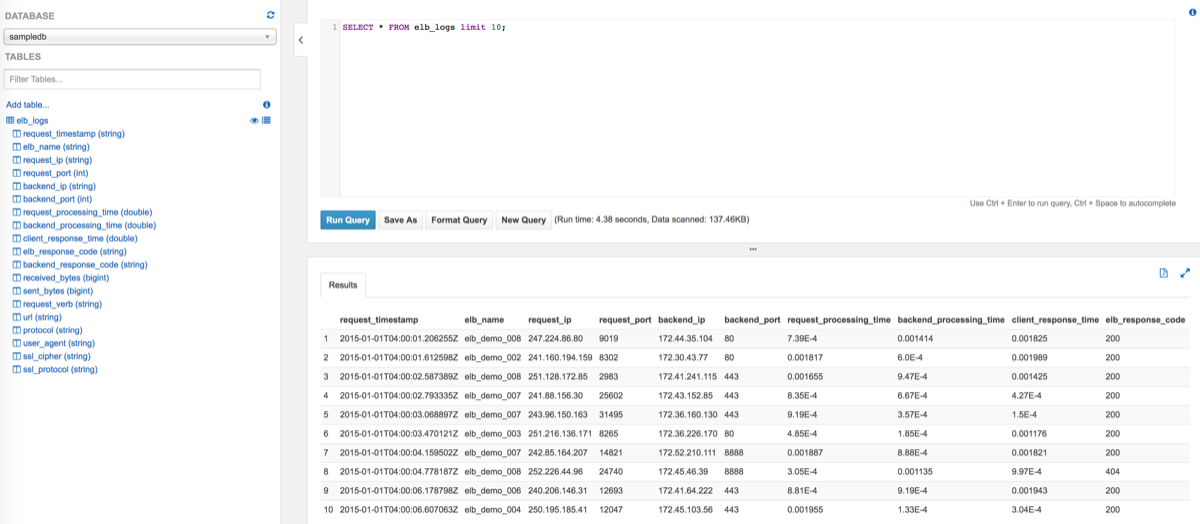 DATABASE
sampledb
TABLES
Filter Tables...
Add table...
elb_logs
request_timestamp (string)
elb_name (string)
request_ip (string)
request_port (int)
backend_ip (string)
backend_port (int)
request_processing_time (double)
backend_processing_time (double)
client_response_time (double)
elb_response_code (string)
backend_response_code (string)
received_bytes (bigint)
sent_bytes (bigint)
request_verb (string)
url (string)
protocol (string)
user_agent (string)
ssl_cipher (string)
ssl_protocol (string)
1 SELECT * FROM elb_logs limit 10;
Use Ctrl + Enter to run query, Ctrl + Space to autocomplete
Run Query Save As Format Query New Query (Run time: 4.38 seconds, Data scanned: 137.46KB)
Results
request_timestamp elb_name request_ip request_port backend_ip backend_port request_processing_time backend_processing_time client_response_time elb_response_code
1 2015-01-01T04:00:01.206255Z elb_demo_008 247.224.86.80 9019 172.44.35.104 80 7.39E-4 0.001414 0.001825 200
2 2015-01-01T04:00:01.612598Z elb_demo_002 241.160.194.159 8302 172.30.43.77 80 0.001817 6.0E-4 0.001989 200
3 2015-01-01T04:00:02.587389Z elb_demo_008 251.128.172.85 2983 172.41.241.115 443 0.001655 9.47E-4 0.001425 200
4 2015-01-01T04:00:02.793335Z elb_demo_007 241.88.156.30 25602 172.43.152.85 443 8.35E-4 6.67E-4 4.27E-4 200
5 2015-01-01T04:00:03.068897Z elb_demo_007 243.96.150.163 31495 172.36.160.130 443 9.19E-4 3.57E-4 1.5E-4 200
6 2015-01-01T04:00:03.470121Z elb_demo_003 251.216.136.171 8265 172.36.226.170 80 4.85E-4 1.85E-4 0.001176 200
7 2015-01-01T04:00:04.159502Z elb_demo_007 242.85.164.207 14821 172.52.210.111 8888 0.001887 8.88E-4 0.001821 200
8 2015-01-01T04:00:04.778187Z elb_demo_008 252.226.44.96 24740 172.45.46.39 8888 3.05E-4 0.001135 9.97E-4 404
9 2015-01-01T04:00:06.178798Z elb_demo_006 240.206.146.31 12693 172.41.64.222 443 8.81E-4 9.19E-4 0.001943 200
10 2015-01-01T04:00:06.607063Z elb_demo_004 250.195.185.41 12047 172.45.103.56 443 0.001955 1.33E-4 3.04E-4 200